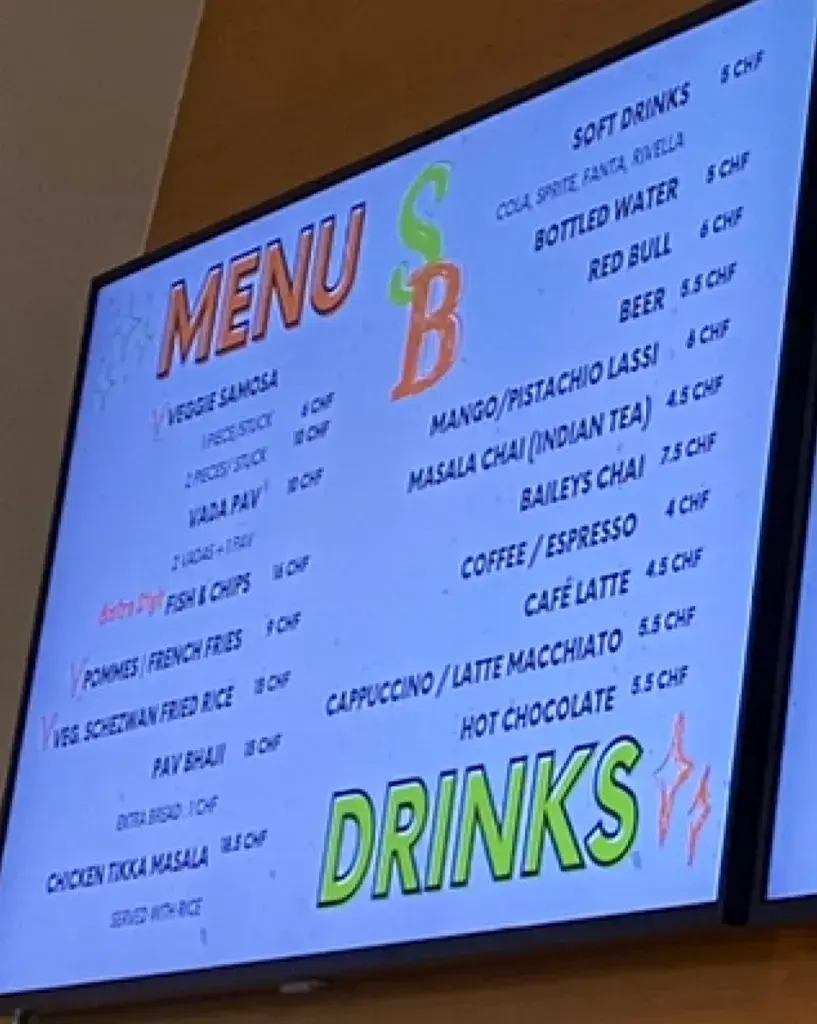 MENU
V VEGGIE SAMOSA
1 PIECE/STUCK 6 CHF
2 PIECES/ STUCK 10 CHF
VADA PAV 10 CHF
2 VADAS + 1 PAV
FISH & CHIPS 16 CHF
V POMMES / FRENCH FRIES 9 CHF
V VEG. SCHEZWAN FRIED RICE 18 CHF
PAV BHAJI 18 CHF
EXTRA BREAD : 1 CHF
CHICKEN TIKKA MASALA 18.5 CHF
SERVED WITH RICE
SB
SOFT DRINKS 5 CHF
COLA, SPRITE, FANTA, RIVELLA
BOTTLED WATER 5 CHF
RED BULL 6 CHF
BEER 5.5 CHF
MANGO/PISTACHIO LASSI 6 CHF
MASALA CHAI (INDIAN TEA) 4.5 CHF
BAILEYS CHAI 7.5 CHF
COFFEE / ESPRESSO 4 CHF
CAFÉ LATTE 4.5 CHF
CAPPUCCINO / LATTE MACCHIATO 5.5 CHF
HOT CHOCOLATE 5.5 CHF
DRINKS